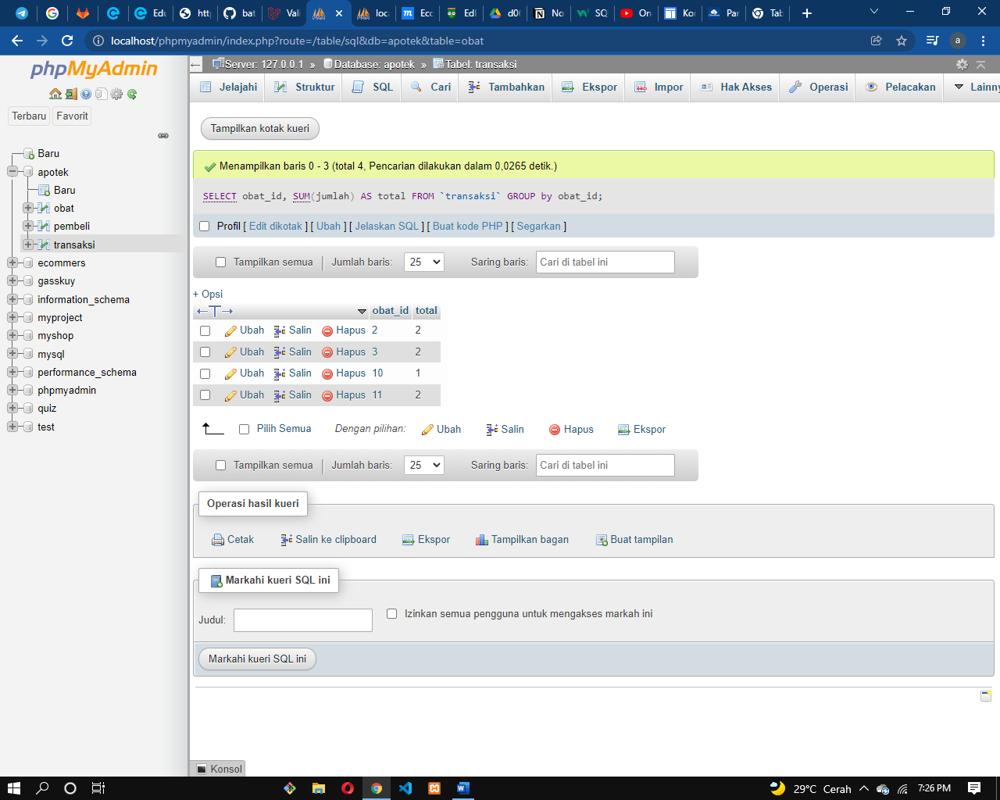 Edu
http
bat
Vali
loca
Ecc
Edl
d0(
No
SQ
On
Kor
Par
Tab
localhost/phpmyadmin/index.php?route=/table/sql&db=apotek&table=obat
a
phpMyAdmin
Terbaru Favorit
Baru
apotek
Baru
obat
pembeli
transaksi
ecommers
gasskuy
information_schema
myproject
myshop
mysql
performance_schema
phpmyadmin
quiz
test
Server: 127.0.0.1 » Database: apotek » Tabel: transaksi
Jelajahi Struktur SQL Cari Tambahkan Ekspor Impor Hak Akses Operasi Pelacakan Lainny
Tampilkan kotak kueri
Menampilkan baris 0 - 3 (total 4, Pencarian dilakukan dalam 0,0265 detik.)
SELECT obat_id, SUM(jumlah) AS total FROM `transaksi` GROUP by obat_id;
Profil [ Edit dikotak ] [ Ubah ] [ Jelaskan SQL ] [ Buat kode PHP ] [ Segarkan ]
Tampilkan semua Jumlah baris: 25 Saring baris: Cari di tabel ini
+ Opsi
←T→ obat_id total
Ubah Salin Hapus 2 2
Ubah Salin Hapus 3 2
Ubah Salin Hapus 10 1
Ubah Salin Hapus 11 2
Pilih Semua Dengan pilihan: Ubah Salin Hapus Ekspor
Tampilkan semua Jumlah baris: 25 Saring baris: Cari di tabel ini
Operasi hasil kueri
Cetak Salin ke clipboard Ekspor Tampilkan bagan Buat tampilan
Markahi kueri SQL ini
Judul: Izinkan semua pengguna untuk mengakses markah ini
Markahi kueri SQL ini
Konsol
29°C Cerah 7:26 PM